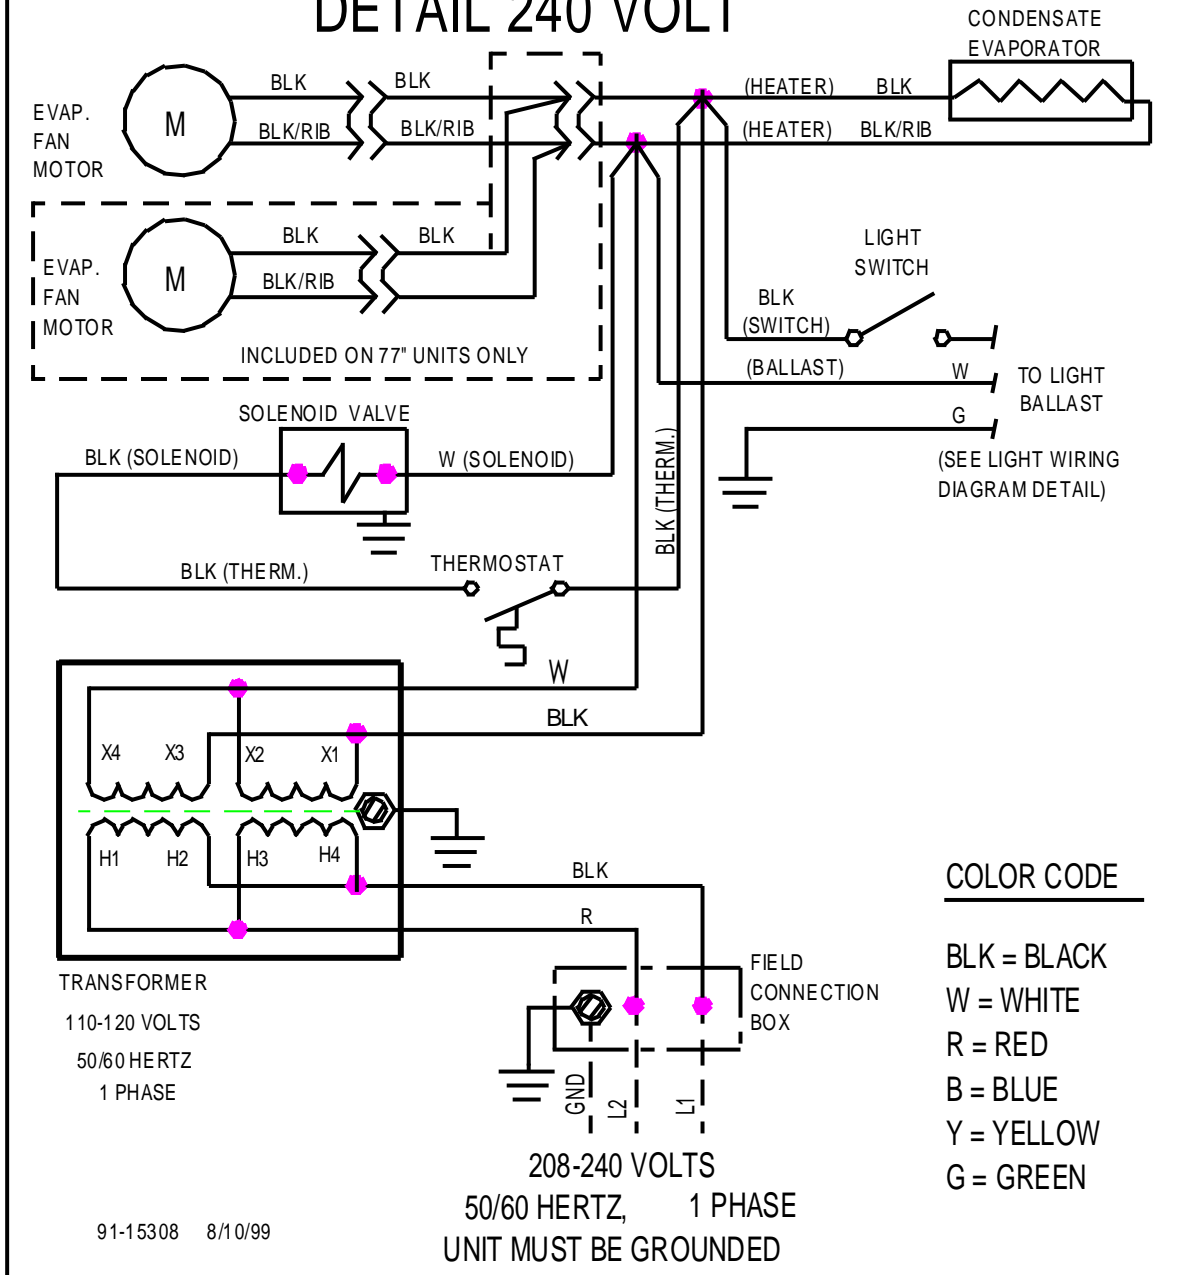 DETAIL 240 VOLT
CONDENSATE
EVAPORATOR
BLK
BLK
(HEATER)
BLK
EVAP.
FAN
MOTOR
M
BLK/RIB
BLK/RIB
(HEATER)
BLK/RIB
EVAP.
FAN
MOTOR
M
BLK
BLK
BLK/RIB
INCLUDED ON 77" UNITS ONLY
LIGHT
SWITCH
BLK
(SWITCH)
(BALLAST)
W
G
TO LIGHT
BALLAST
(SEE LIGHT WIRING
DIAGRAM DETAIL)
SOLENOID VALVE
BLK (SOLENOID)
W (SOLENOID)
BLK (THERM.)
BLK (THERM.)
THERMOSTAT
W
BLK
X4
X3
X2
X1
H1
H2
H3
H4
BLK
R
TRANSFORMER
110-120 VOLTS
50/60 HERTZ
1 PHASE
FIELD
CONNECTION
BOX
GND
L2
L1
208-240 VOLTS
50/60 HERTZ, 1 PHASE
UNIT MUST BE GROUNDED
COLOR CODE
BLK = BLACK
W = WHITE
R = RED
B = BLUE
Y = YELLOW
G = GREEN
91-15308 8/10/99